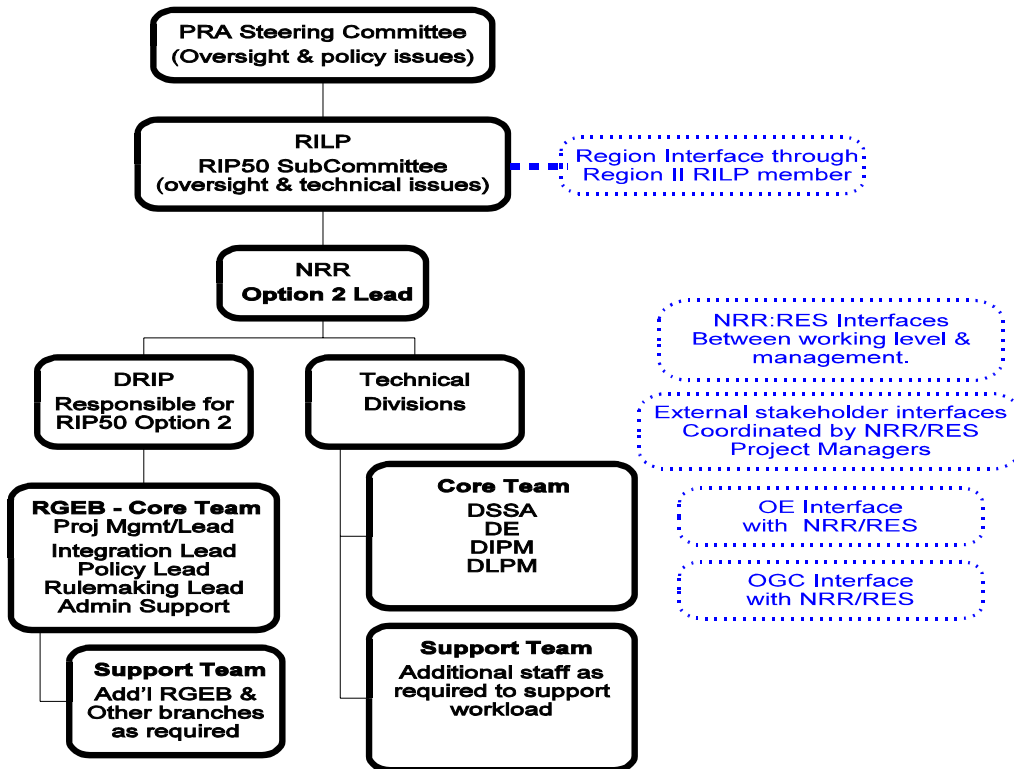 PRA Steering Committee
(Oversight & policy issues)
RILP
RIP50 SubCommittee
(oversight & technical issues)
Region Interface through
Region II RILP member
NRR
Option 2 Lead
NRR:RES Interfaces
Between working level &
management.
DRIP
Responsible for
RIP50 Option 2
Technical
Divisions
External stakeholder interfaces
Coordinated by NRR/RES
Project Managers
RGEB - Core Team
Proj Mgmt/Lead
Integration Lead
Policy Lead
Rulemaking Lead
Admin Support
Core Team
DSSA
DE
DIPM
DLPM
OE Interface
with NRR/RES
OGC Interface
with NRR/RES
Support Team
Add'l RGEB &
Other branches
as required
Support Team
Additional staff as
required to support
workload